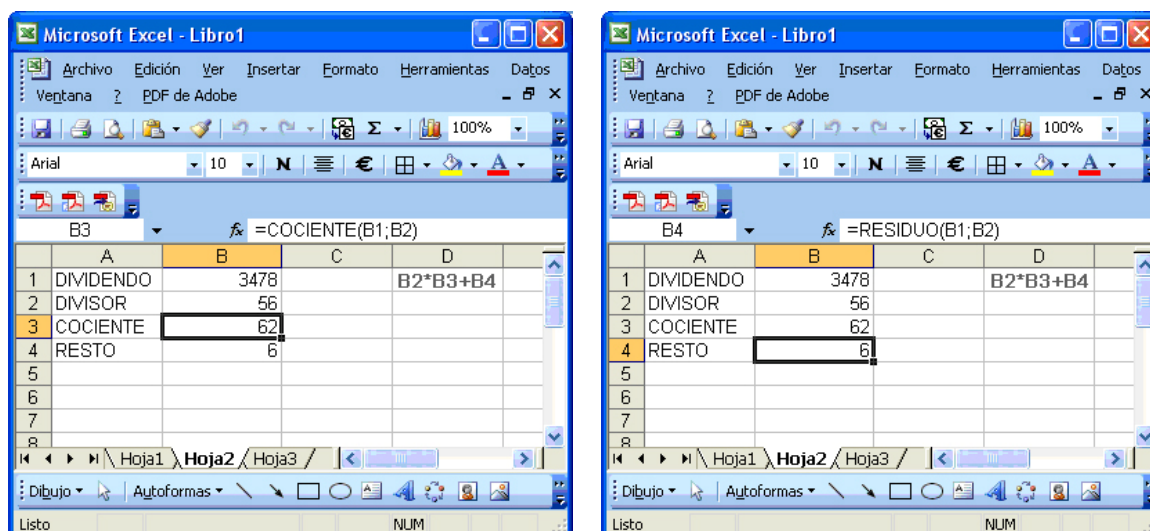 Microsoft Excel - Libro1
Archivo Edición Ver Insertar Formato Herramientas Datos
Ventana ? PDF de Adobe
Σ 100%
Arial 10 N €
B3 fx =COCIENTE(B1;B2)
A B C D
1 DIVIDENDO 3478 B2*B3+B4
2 DIVISOR 56
3 COCIENTE 62
4 RESTO 6
5
6
7
8
Hoja1 Hoja2 Hoja3
Dibujo Autoformas
Listo NUM
Microsoft Excel - Libro1
Archivo Edición Ver Insertar Formato Herramientas Datos
Ventana ? PDF de Adobe
Σ 100%
Arial 10 N €
B4 fx =RESIDUO(B1;B2)
A B C D
1 DIVIDENDO 3478 B2*B3+B4
2 DIVISOR 56
3 COCIENTE 62
4 RESTO 6
5
6
7
8
Hoja1 Hoja2 Hoja3
Dibujo Autoformas
Listo NUM